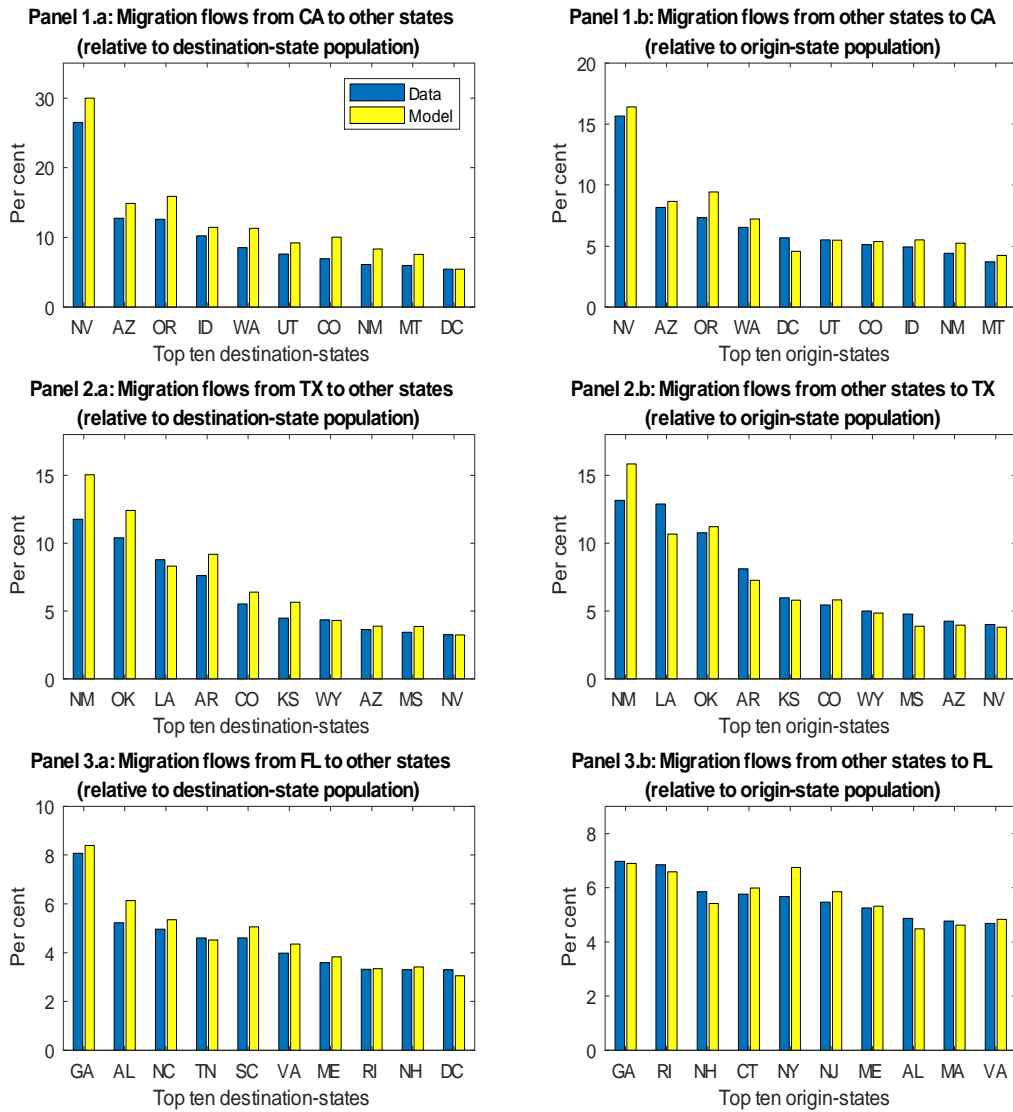 Panel 1.a: Migration flows from CA to other states
(relative to destination-state population)
30
20
10
0
Per cent
Data
Model
NV AZ OR ID WA UT CO NM MT DC
Top ten destination-states
Panel 1.b: Migration flows from other states to CA
(relative to origin-state population)
20
15
10
5
0
Per cent
NV AZ OR WA DC UT CO ID NM MT
Top ten origin-states
Panel 2.a: Migration flows from TX to other states
(relative to destination-state population)
15
10
5
0
Per cent
NM OK LA AR CO KS WY AZ MS NV
Top ten destination-states
Panel 2.b: Migration flows from other states to TX
(relative to origin-state population)
15
10
5
0
Per cent
NM LA OK AR KS CO WY MS AZ NV
Top ten origin-states
Panel 3.a: Migration flows from FL to other states
(relative to destination-state population)
10
8
6
4
2
0
Per cent
GA AL NC TN SC VA ME RI NH DC
Top ten destination-states
Panel 3.b: Migration flows from other states to FL
(relative to origin-state population)
8
6
4
2
0
Per cent
GA RI NH CT NY NJ ME AL MA VA
Top ten origin-states